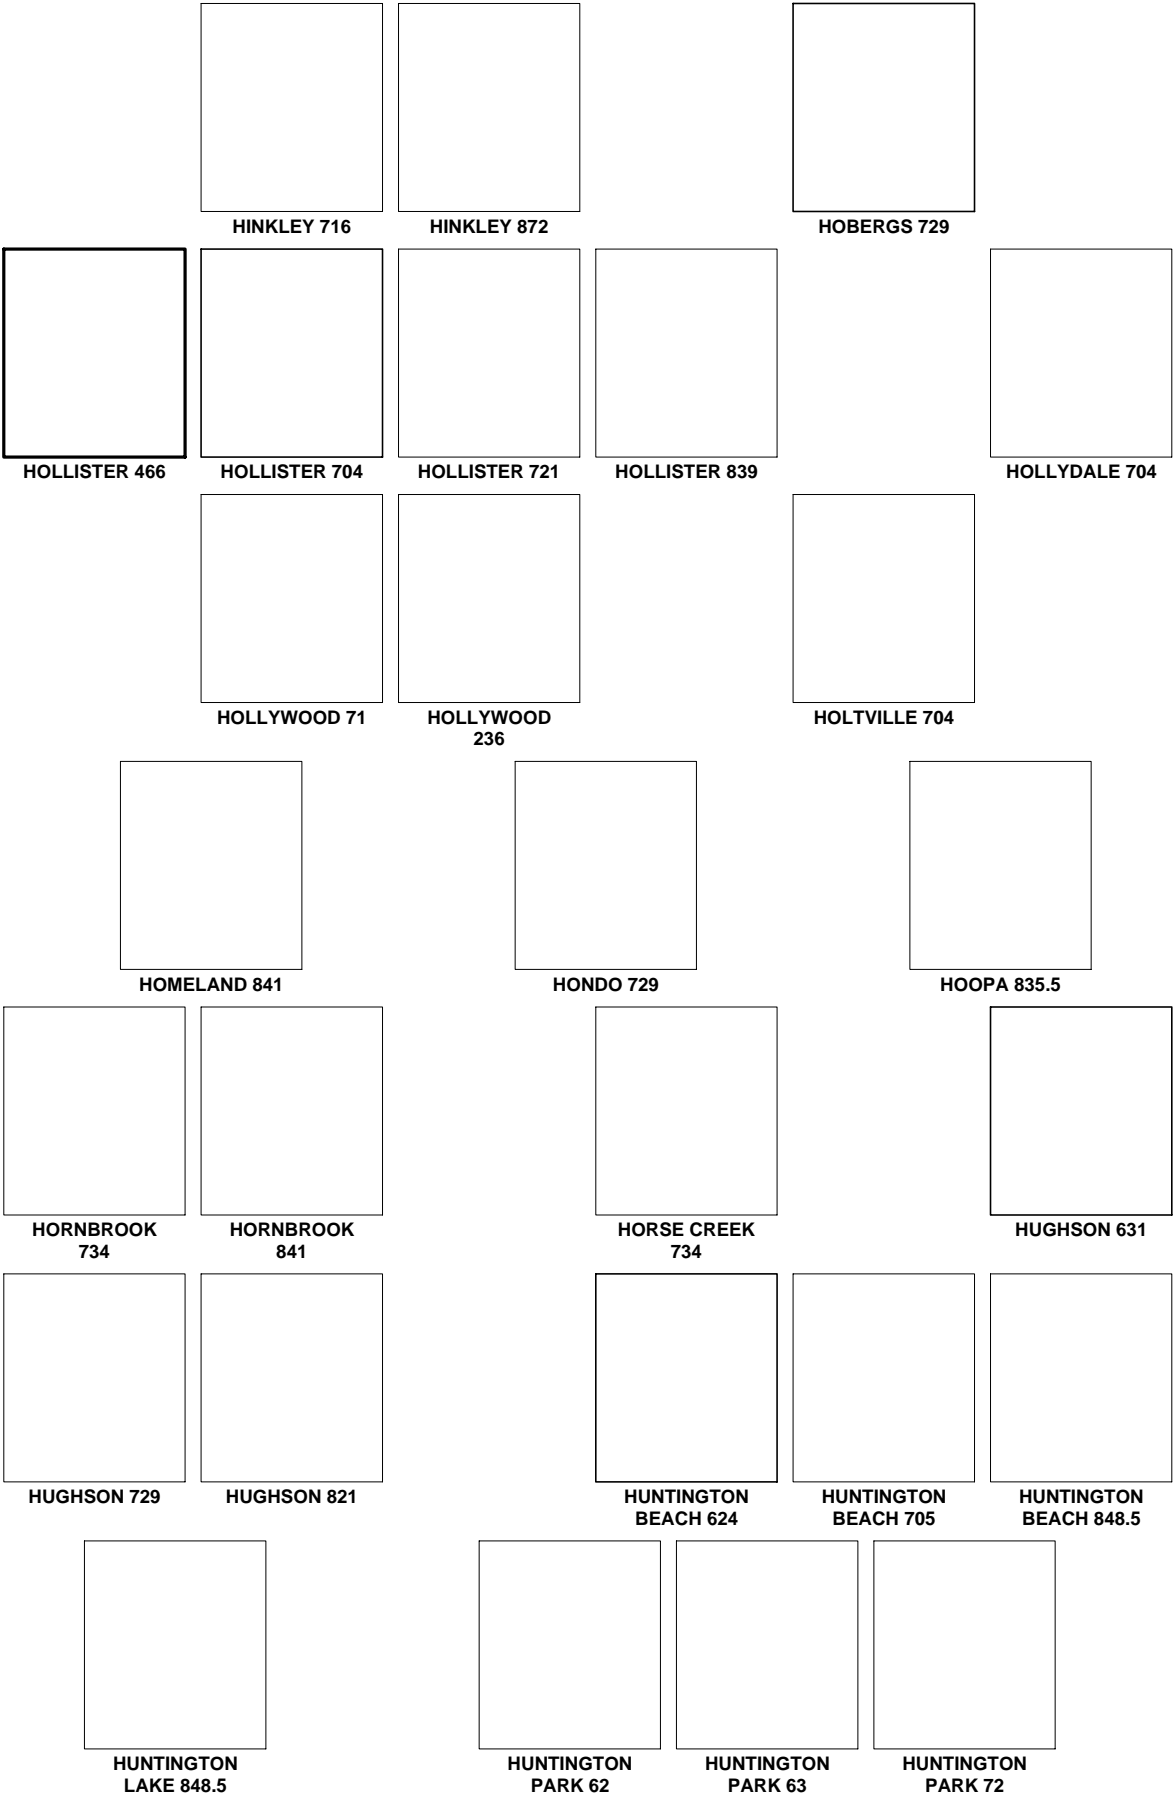 HINKLEY 716
HINKLEY 872
HOBERGS 729
HOLLISTER 466
HOLLISTER 704
HOLLISTER 721
HOLLISTER 839
HOLLYDALE 704
HOLLYWOOD 71
HOLLYWOOD
236
HOLTVILLE 704
HOMELAND 841
HONDO 729
HOOPA 835.5
HORNBROOK
734
HORNBROOK
841
HORSE CREEK
734
HUGHSON 631
HUGHSON 729
HUGHSON 821
HUNTINGTON
BEACH 624
HUNTINGTON
BEACH 705
HUNTINGTON
BEACH 848.5
HUNTINGTON
LAKE 848.5
HUNTINGTON
PARK 62
HUNTINGTON
PARK 63
HUNTINGTON
PARK 72